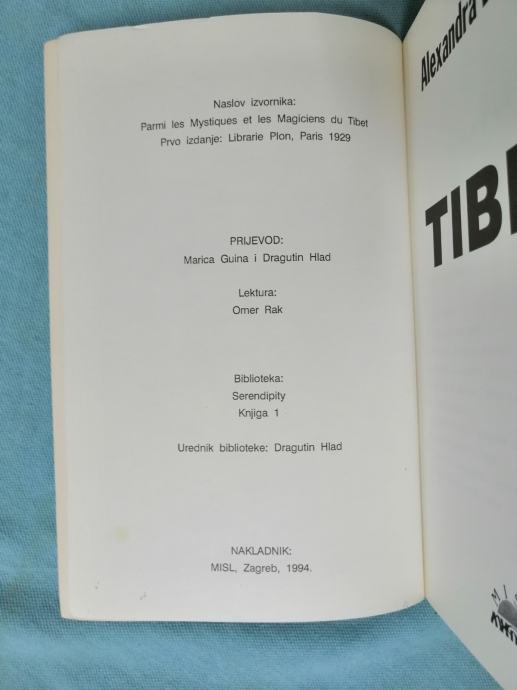 Naslov izvornika:
Parmi les Mystiques et les Magiciens du Tibet
Prvo izdanje: Librarie Plon, Paris 1929
PRIJEVOD:
Marica Guina i Dragutin Hlad
Lektura:
Omer Rak
Biblioteka:
Serendipity
Knjiga 1
Urednik biblioteke: Dragutin Hlad
NAKLADNIK:
MISL, Zagreb, 1994.
Alexandra
TIB